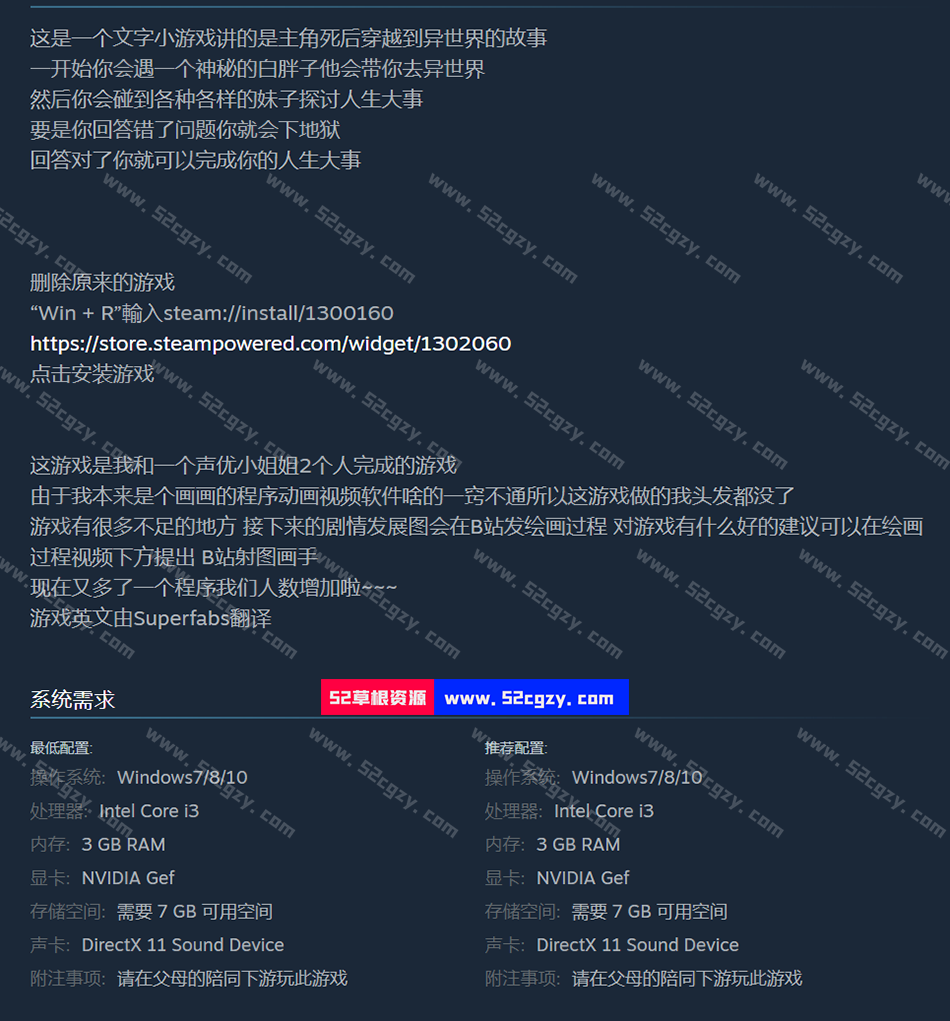 这是一个文字小游戏讲的是主角死后穿越到异世界的故事
一开始你会遇一个神秘的白胖子他会带你去异世界
然后你会碰到各种各样的妹子探讨人生大事
要是你回答错了问题你就会下地狱
回答对了你就可以完成你的人生大事
删除原来的游戏
“Win + R”輸入steam://install/1300160
https://store.steampowered.com/widget/1302060
点击安装游戏
这游戏是我和一个声优小姐姐2个人完成的游戏
由于我本来是个画画的程序动画视频软件啥的一窍不通所以这游戏做的我头发都没了
游戏有很多不足的地方 接下来的剧情发展图会在B站发绘画过程 对游戏有什么好的建议可以在绘画
过程视频下方提出 B站射图画手
现在又多了一个程序我们人数增加啦~~~
游戏英文由Superfabs翻译
系统需求
52草根资源 www.52cgzy.com
最低配置:
操作系统: Windows7/8/10
处理器: Intel Core i3
内存: 3 GB RAM
显卡: NVIDIA Gef
存储空间: 需要 7 GB 可用空间
声卡: DirectX 11 Sound Device
附注事项: 请在父母的陪同下游玩此游戏
推荐配置:
操作系统: Windows7/8/10
处理器: Intel Core i3
内存: 3 GB RAM
显卡: NVIDIA Gef
存储空间: 需要 7 GB 可用空间
声卡: DirectX 11 Sound Device
附注事项: 请在父母的陪同下游玩此游戏